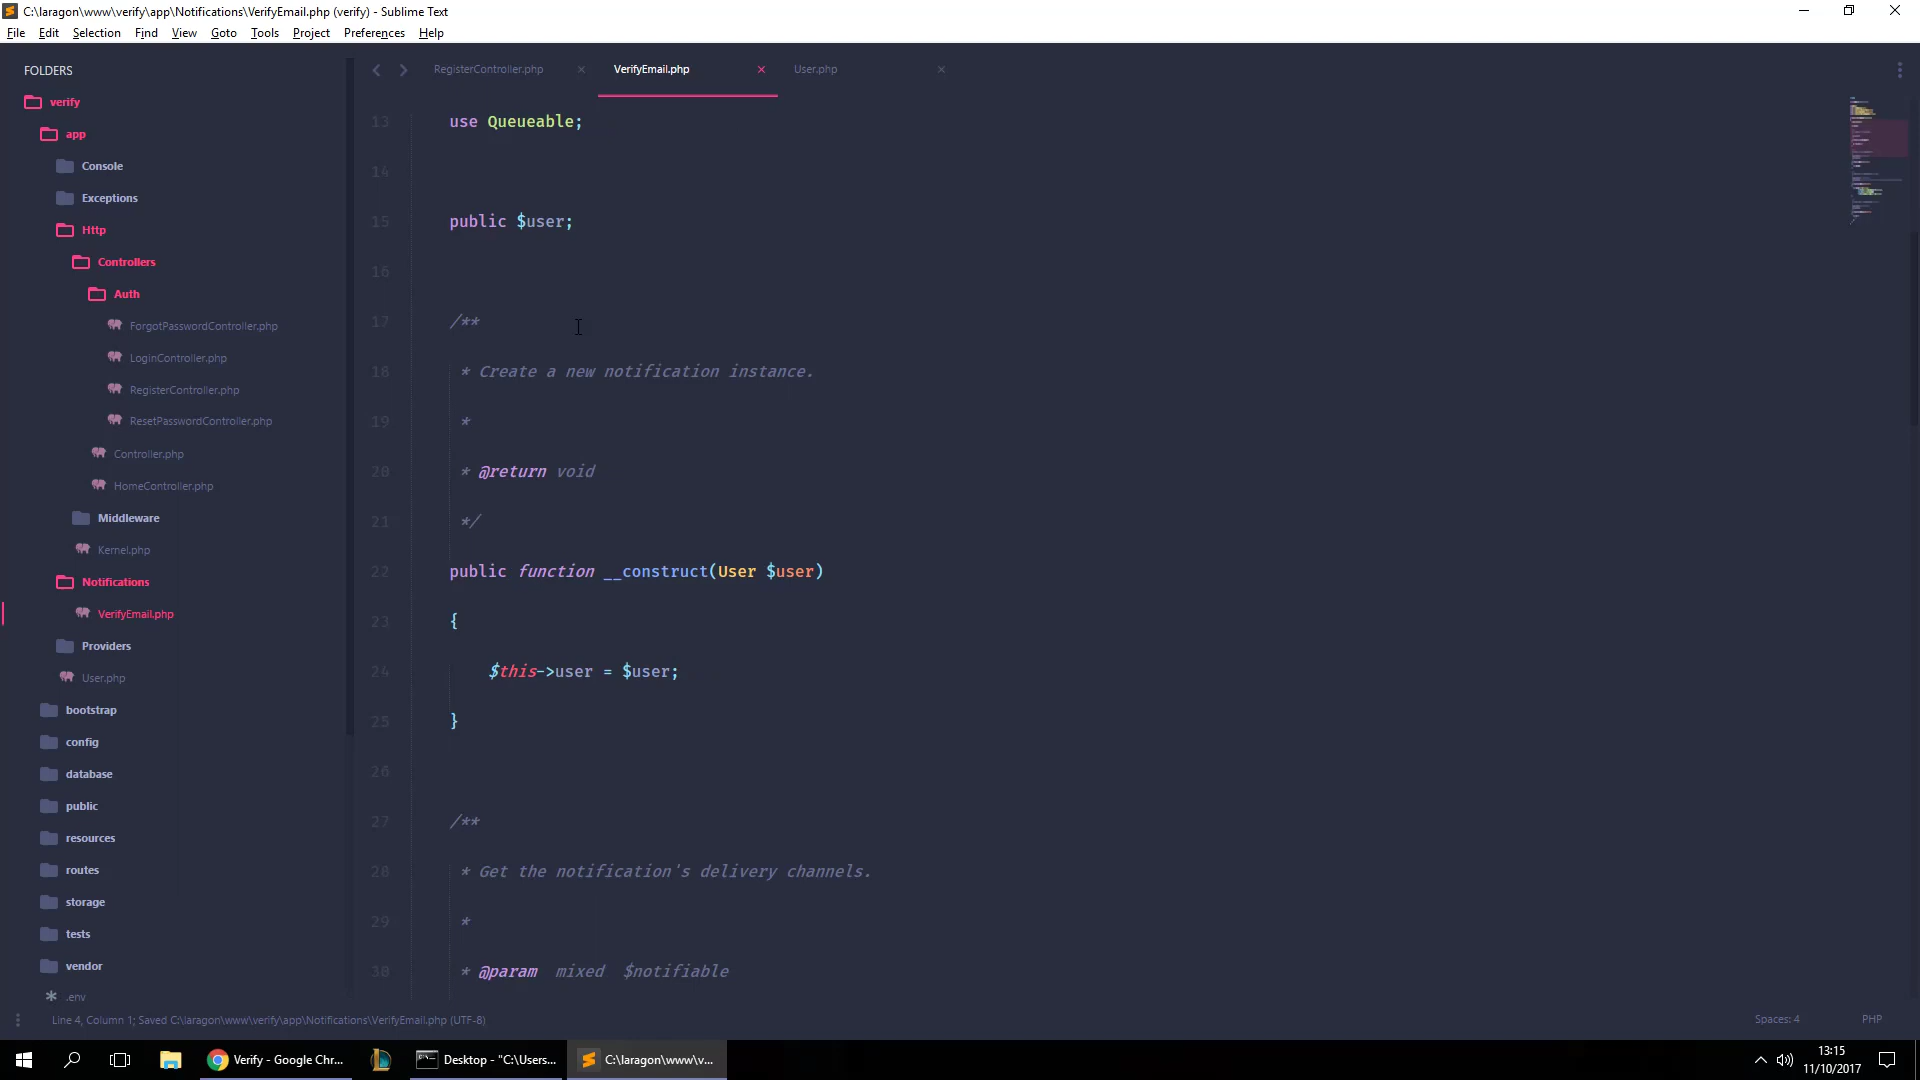 C:\laragon\www\verify\app\Notifications\VerifyEmail.php (verify) - Sublime Text
File Edit Selection Find View Goto Tools Project Preferences Help
FOLDERS
verify
app
Console
Exceptions
Http
Controllers
Auth
ForgotPasswordController.php
LoginController.php
RegisterController.php
ResetPasswordController.php
Controller.php
HomeController.php
Middleware
Kernel.php
Notifications
VerifyEmail.php
Providers
User.php
bootstrap
config
database
public
resources
routes
storage
tests
vendor
.env
RegisterController.php VerifyEmail.php User.php
13 use Queueable;
14
15 public $user;
16
17 /**
18 * Create a new notification instance.
19 *
20 * @return void
21 */
22 public function __construct(User $user)
23 {
24 $this->user = $user;
25 }
26
27 /**
28 * Get the notification's delivery channels.
29 *
30 * @param mixed $notifiable
Line 4, Column 1; Saved C:\laragon\www\verify\app\Notifications\VerifyEmail.php (UTF-8)
Spaces: 4 PHP
Verify - Google Chr... Desktop - "C:\Users... C:\laragon\www\v...
13:15
11/10/2017